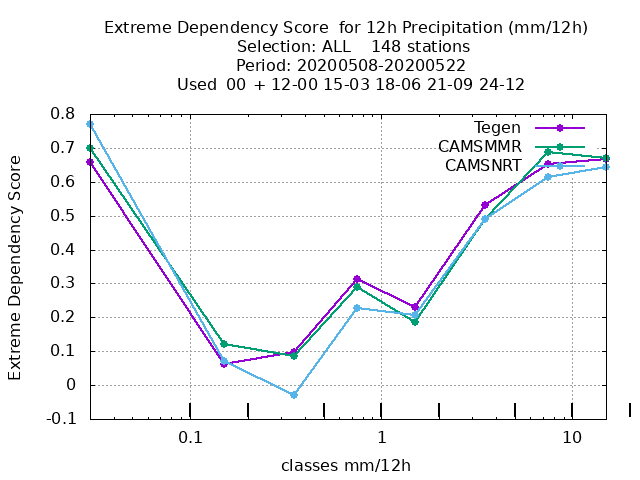 Extreme Dependency Score  for 12h Precipitation (mm/12h)
Selection: ALL    148 stations
Period: 20200508-20200522
Used  00 + 12-00 15-03 18-06 21-09 24-12
Tegen
CAMSMMR
CAMSNRT
Extreme Dependency Score
0.8
0.7
0.6
0.5
0.4
0.3
0.2
0.1
0
-0.1
0.1
1
10
classes mm/12h